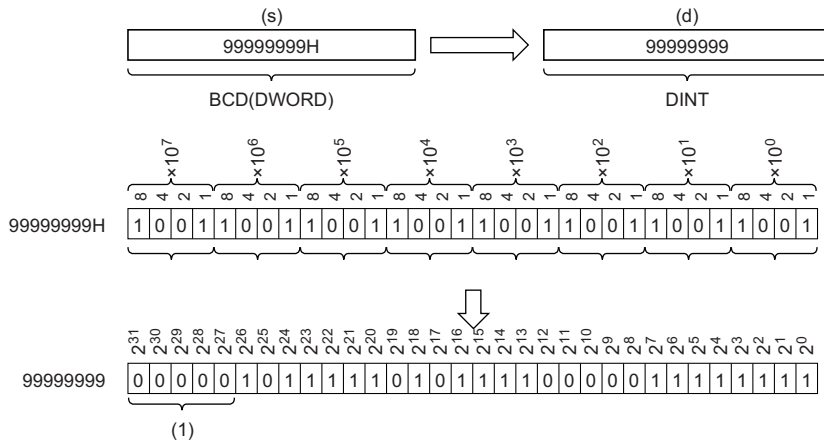 (s) (d)
99999999H 99999999
BCD(DWORD) DINT
×10⁷ ×10⁶ ×10⁵ ×10⁴ ×10³ ×10² ×10¹ ×10⁰
8 4 2 1 8 4 2 1 8 4 2 1 8 4 2 1 8 4 2 1 8 4 2 1 8 4 2 1 8 4 2 1
99999999H 1 0 0 1 1 0 0 1 1 0 0 1 1 0 0 1 1 0 0 1 1 0 0 1 1 0 0 1 1 0 0 1
2³¹ 2³⁰ 2²⁹ 2²⁸ 2²⁷ 2²⁶ 2²⁵ 2²⁴ 2²³ 2²² 2²¹ 2²⁰ 2¹⁹ 2¹⁸ 2¹⁷ 2¹⁶ 2¹⁵ 2¹⁴ 2¹³ 2¹² 2¹¹ 2¹⁰ 2⁹ 2⁸ 2⁷ 2⁶ 2⁵ 2⁴ 2³ 2² 2¹ 2⁰
99999999 0 0 0 0 0 1 0 1 1 1 1 1 0 1 0 1 1 1 1 0 0 0 0 0 1 1 1 1 1 1 1 1
(1)